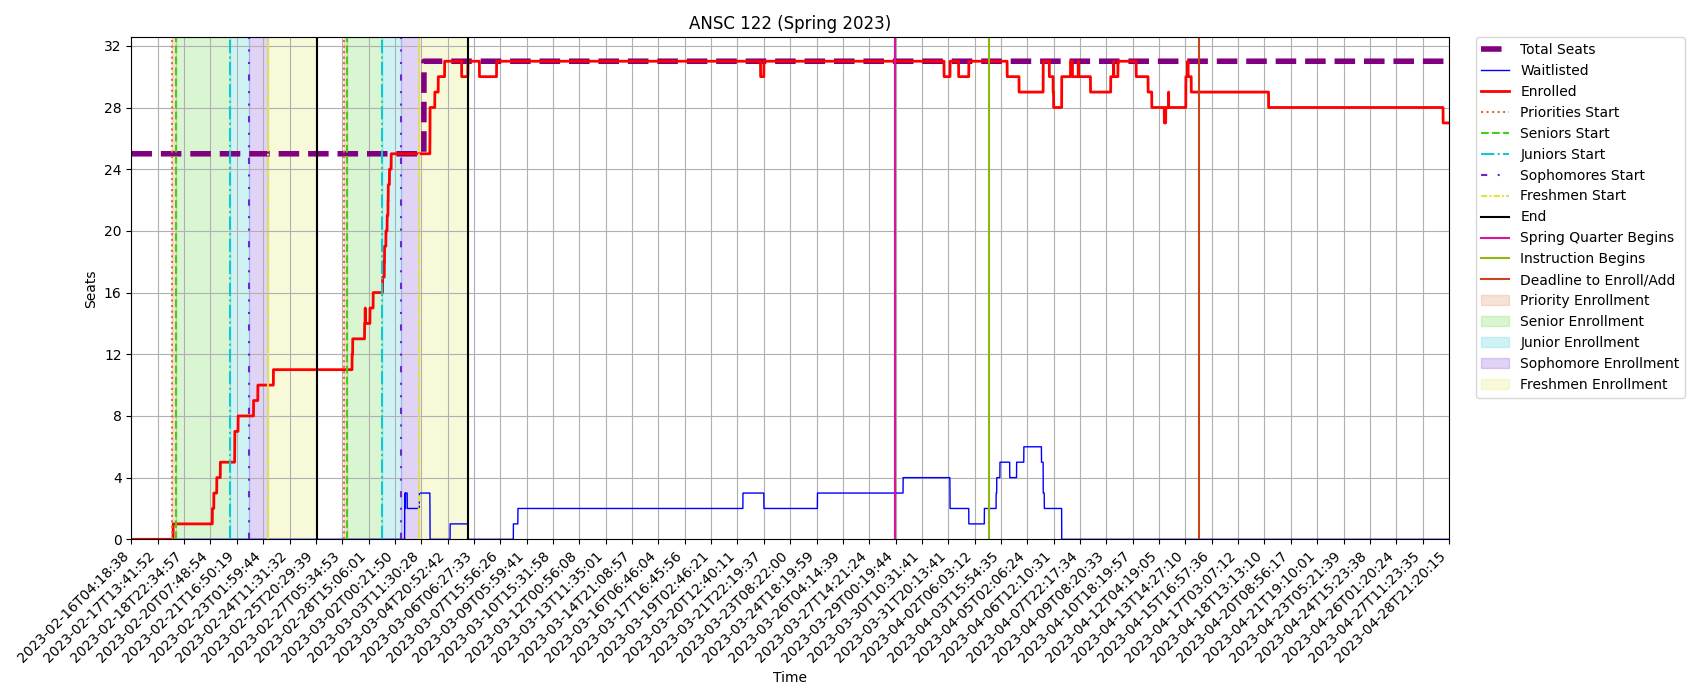 ANSC 122 (Spring 2023)
Seats
32
28
24
20
16
12
8
4
0
2023-02-16T04:18:38
2023-02-17T13:41:52
2023-02-18T22:34:57
2023-02-20T07:48:54
2023-02-21T16:50:19
2023-02-23T01:59:44
2023-02-24T11:31:32
2023-02-25T20:29:39
2023-02-27T05:34:53
2023-02-28T15:06:01
2023-03-02T00:21:50
2023-03-03T11:30:28
2023-03-04T20:52:42
2023-03-06T06:27:33
2023-03-07T15:56:26
2023-03-09T05:59:41
2023-03-10T15:31:58
2023-03-12T00:56:08
2023-03-13T11:35:01
2023-03-14T21:08:57
2023-03-16T06:46:04
2023-03-17T16:45:56
2023-03-19T02:46:21
2023-03-20T12:40:11
2023-03-21T22:19:37
2023-03-23T08:22:00
2023-03-24T18:19:59
2023-03-26T04:14:39
2023-03-27T14:21:24
2023-03-29T00:19:44
2023-03-30T10:31:41
2023-03-31T20:13:41
2023-04-02T06:03:12
2023-04-03T15:54:35
2023-04-05T02:06:24
2023-04-06T12:10:31
2023-04-07T22:17:34
2023-04-09T08:20:33
2023-04-10T18:19:57
2023-04-12T04:19:05
2023-04-13T14:27:10
2023-04-15T16:57:36
2023-04-17T03:07:12
2023-04-18T13:13:10
2023-04-20T08:56:17
2023-04-21T19:10:01
2023-04-23T05:21:39
2023-04-24T15:23:38
2023-04-26T01:20:24
2023-04-27T11:23:35
2023-04-28T21:20:15
Time
Total Seats
Waitlisted
Enrolled
Priorities Start
Seniors Start
Juniors Start
Sophomores Start
Freshmen Start
End
Spring Quarter Begins
Instruction Begins
Deadline to Enroll/Add
Priority Enrollment
Senior Enrollment
Junior Enrollment
Sophomore Enrollment
Freshmen Enrollment